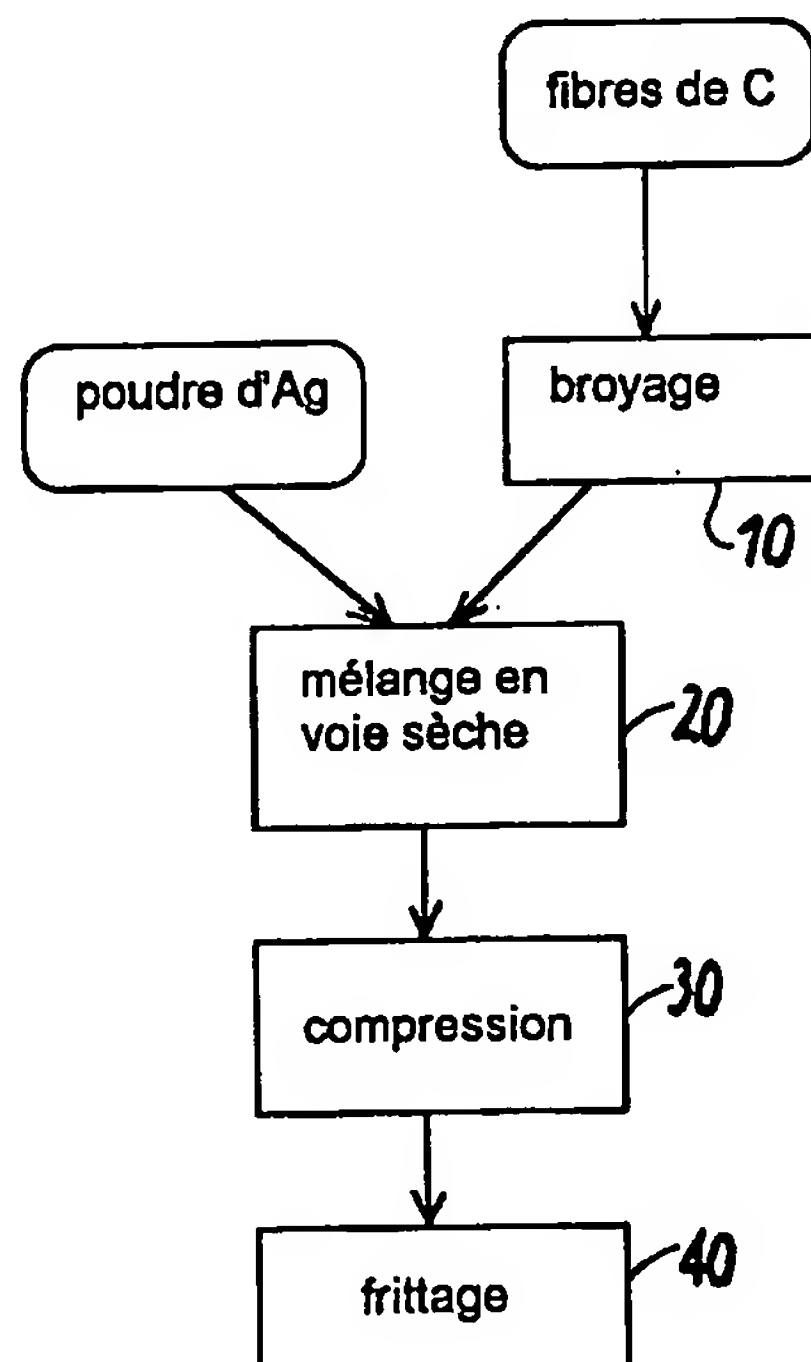 fibres de C
poudre d'Ag
broyage
10
mélange en
voie sèche
20
compression
30
frittage
40